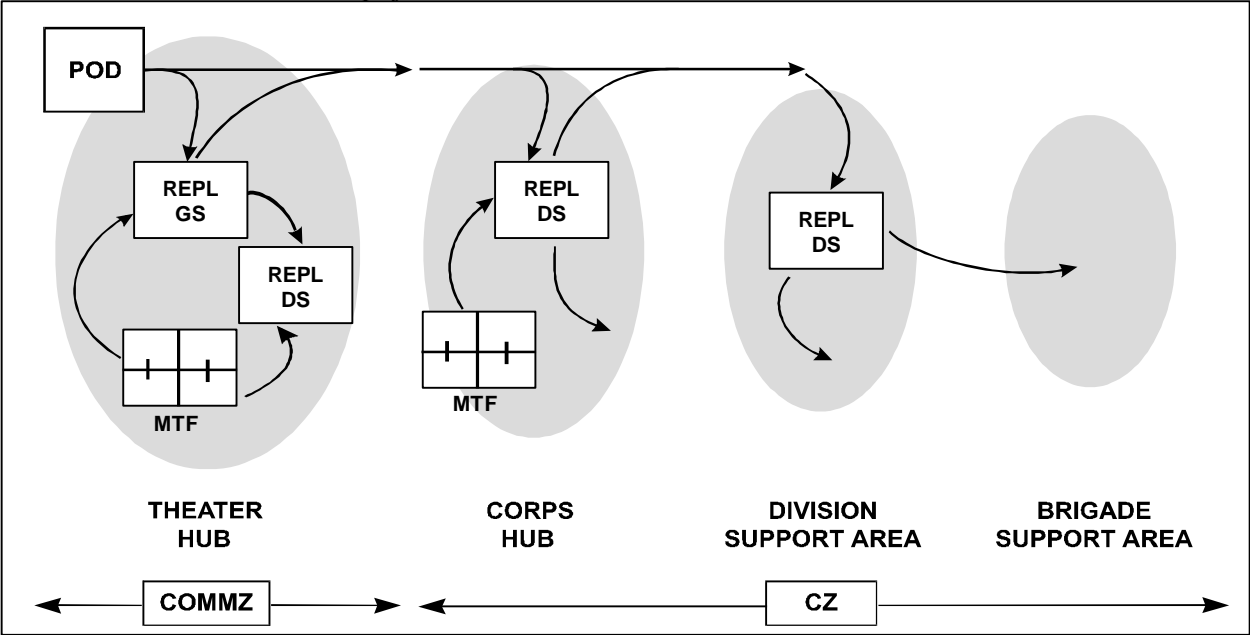 POD
REPL
GS
REPL
DS
MTF
REPL
DS
MTF
REPL
DS
THEATER
HUB
CORPS
HUB
DIVISION
SUPPORT AREA
BRIGADE
SUPPORT AREA
COMMZ
CZ